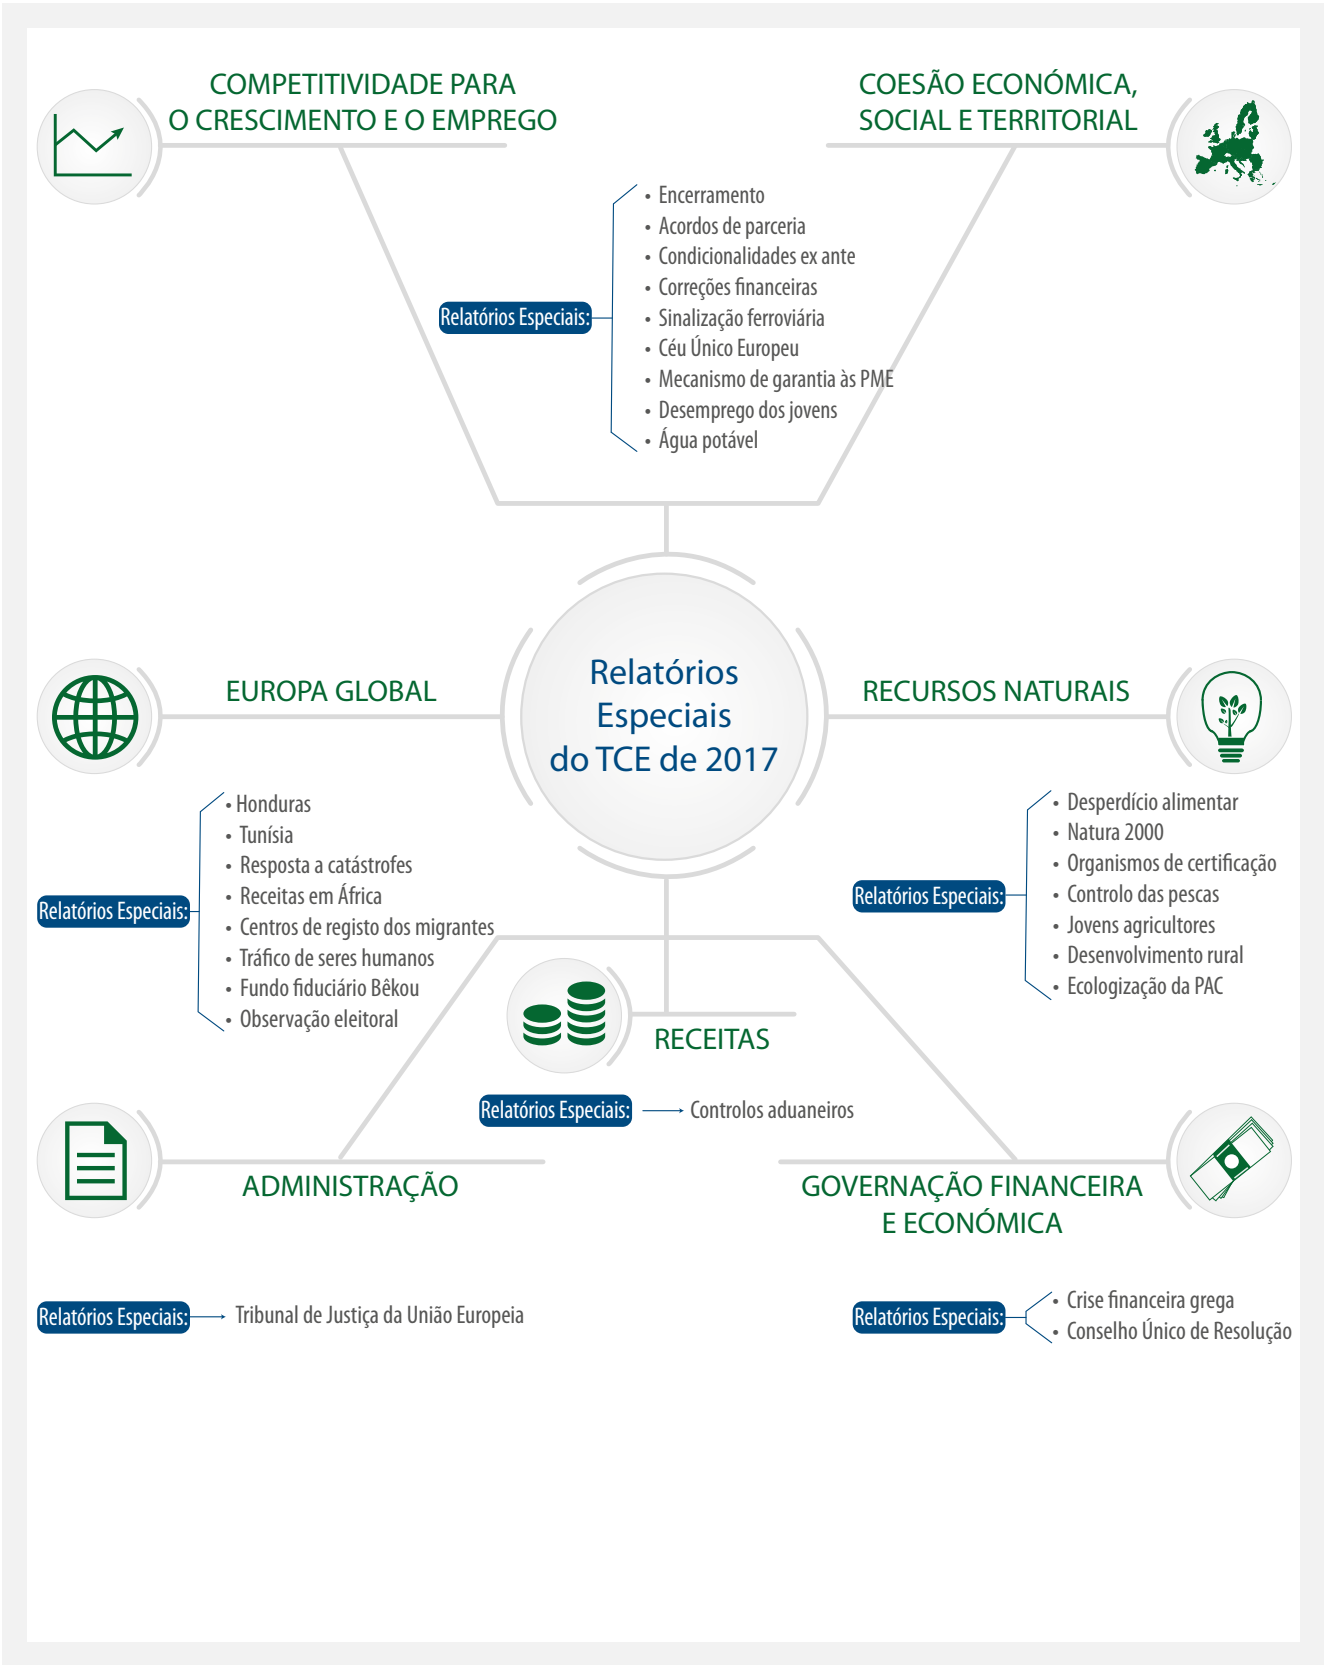 COMPETITIVIDADE PARA
O CRESCIMENTO E O EMPREGO
COESÃO ECONÓMICA,
SOCIAL E TERRITORIAL
Relatórios Especiais:
• Encerramento
• Acordos de parceria
• Condicionalidades ex ante
• Correções financeiras
• Sinalização ferroviária
• Céu Único Europeu
• Mecanismo de garantia às PME
• Desemprego dos jovens
• Água potável
Relatórios
Especiais
do TCE de 2017
EUROPA GLOBAL
Relatórios Especiais:
• Honduras
• Tunísia
• Resposta a catástrofes
• Receitas em África
• Centros de registo dos migrantes
• Tráfico de seres humanos
• Fundo fiduciário Bêkou
• Observação eleitoral
RECURSOS NATURAIS
Relatórios Especiais:
• Desperdício alimentar
• Natura 2000
• Organismos de certificação
• Controlo das pescas
• Jovens agricultores
• Desenvolvimento rural
• Ecologização da PAC
RECEITAS
Relatórios Especiais:
Controlos aduaneiros
ADMINISTRAÇÃO
Relatórios Especiais:
Tribunal de Justiça da União Europeia
GOVERNAÇÃO FINANCEIRA
E ECONÓMICA
Relatórios Especiais:
• Crise financeira grega
• Conselho Único de Resolução